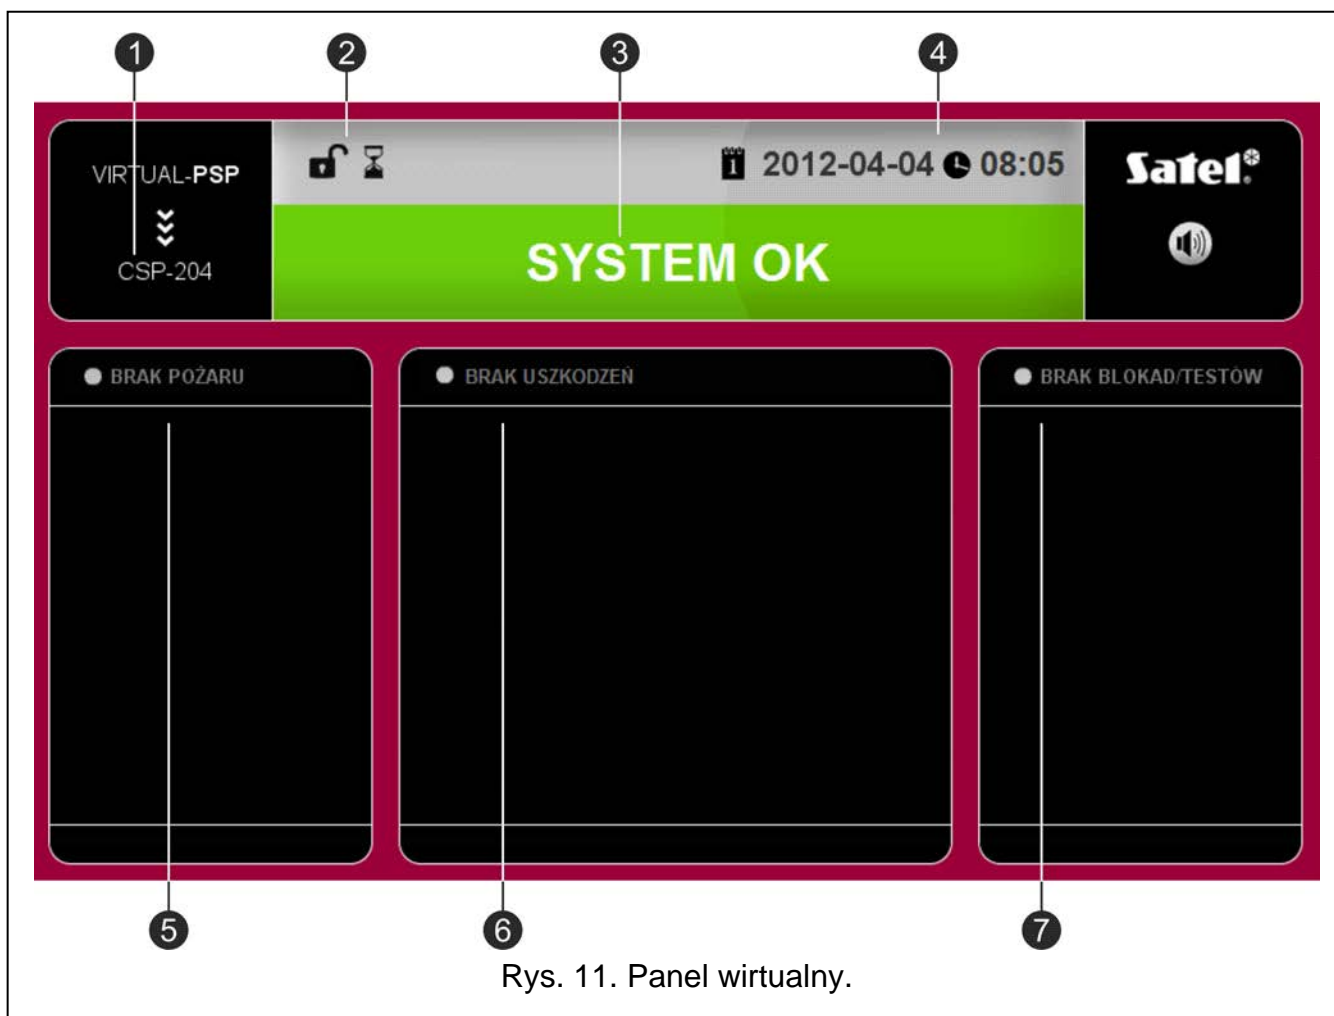 1 2 3 4
VIRTUAL-PSP
CSP-204
1 2012-04-04 08:05
SYSTEM OK
Satel®
BRAK POŻARU
BRAK USZKODZEŃ
BRAK BLOKAD/TESTÓW
5 6 7
Rys. 11. Panel wirtualny.